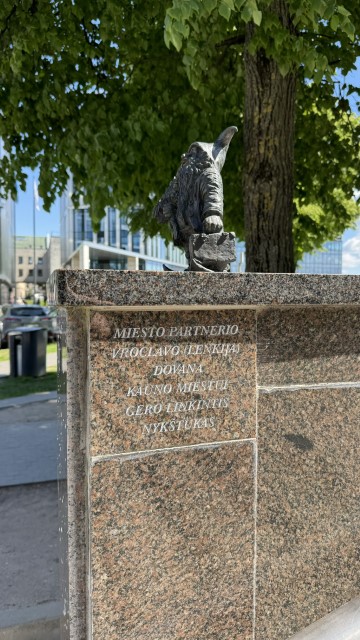 MIESTO PARTNERIO
VROCLAVO (LENKIJA)
DOVANA
KAUNO MIESTUI
GERO LINKINTIS
NYKŠTUKAS